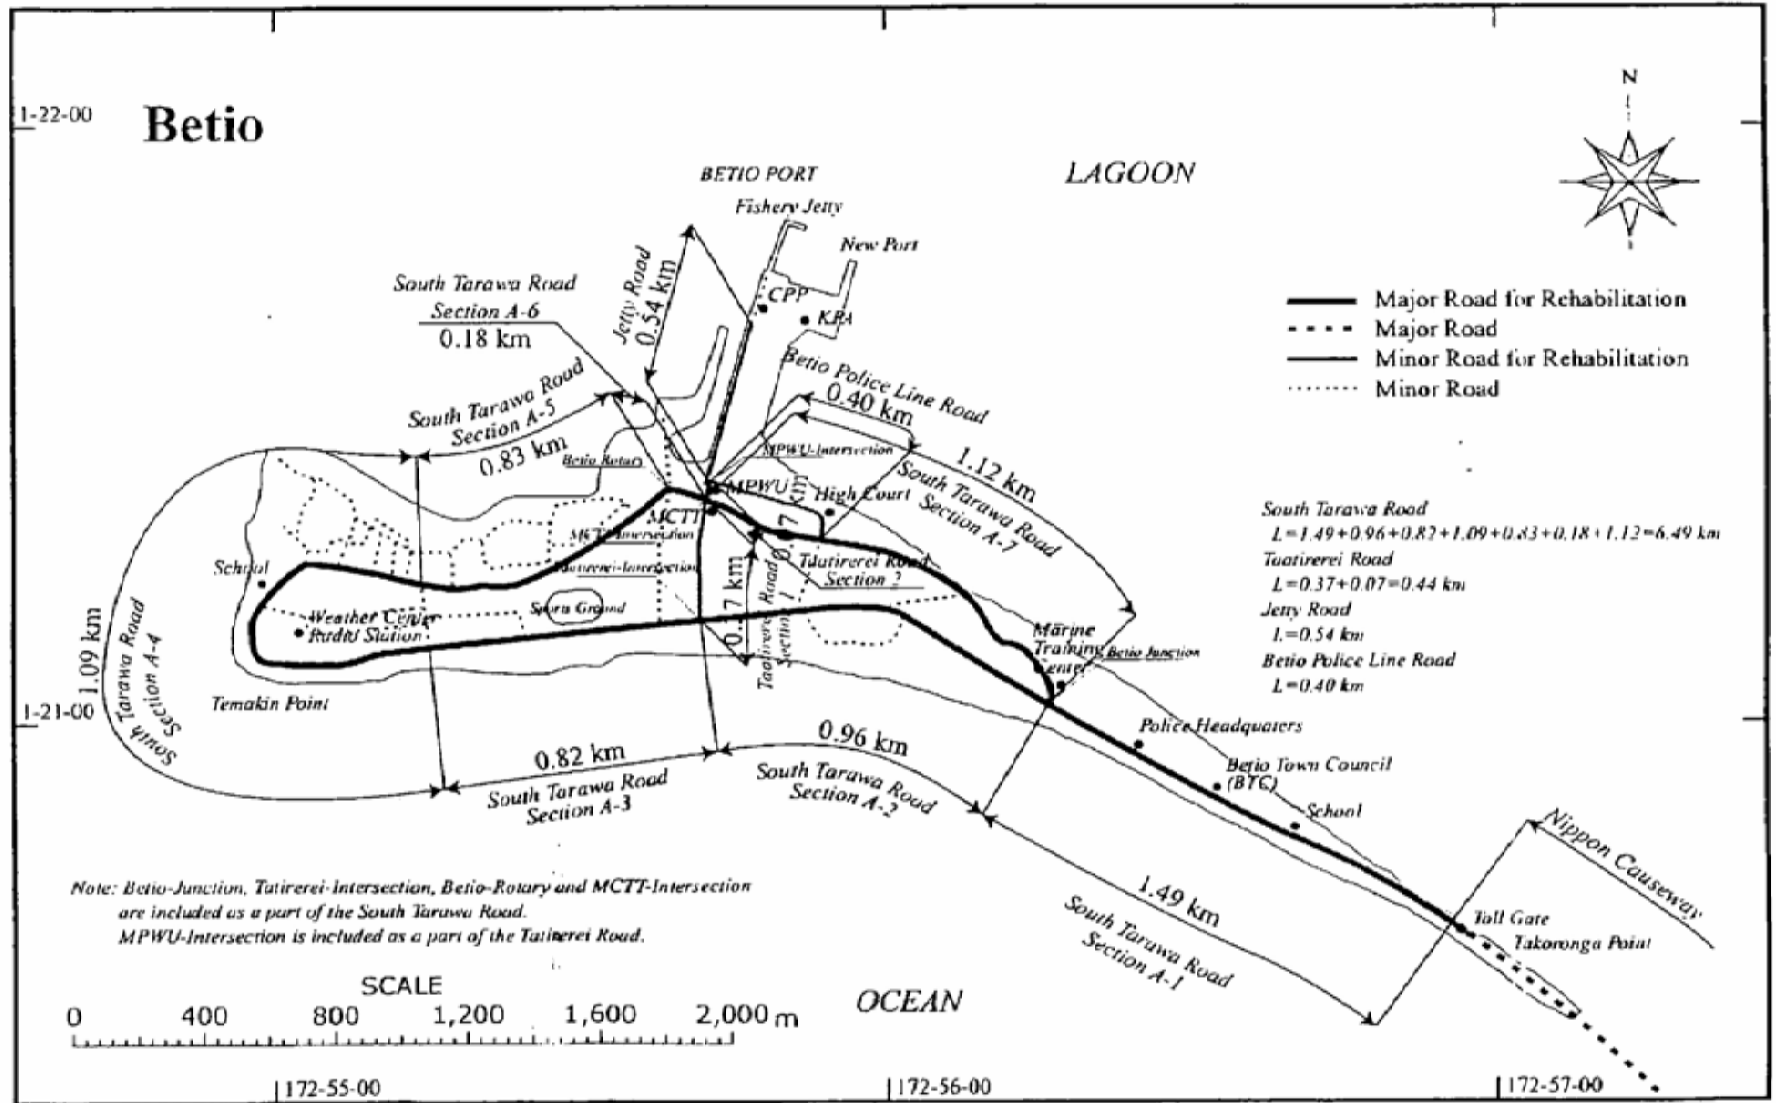 1-22-00
Betio
N
LAGOON
BETIO PORT
Fishery Jetty
New Port
CPP
KPA
Jetty Road
0.54 km
South Tarawa Road
Section A-6
0.18 km
Major Road for Rehabilitation
Major Road
Minor Road for Rehabilitation
Minor Road
Betio Police Line Road
0.40 km
South Tarawa Road
Section A-5
0.83 km
Betio Rotary
MPWU-Intersection
1.12 km
South Tarawa Road
Section A-7
MPWU
High Court
MCTT
MCTT-Intersection
Tatirerei-Intersection
Tuatirerei Road
Section 2
Section 1
South Tarawa Road
L=1.49+0.96+0.82+1.09+0.83+0.18+1.12=6.49 km
Tuatirerei Road
L=0.37+0.07=0.44 km
Jetty Road
L=0.54 km
Betio Police Line Road
L=0.40 km
School
Weather Center
Sports Ground
Marine
Training
Center
Betio Junction
1.09 km
South Tarawa Road
Section A-4
Temakin Point
1-21-00
Police Headquaters
Betio Town Council
(BTC)
School
0.82 km
South Tarawa Road
Section A-3
0.96 km
South Tarawa Road
Section A-2
Nippon Causeway
1.49 km
South Tarawa Road
Section A-1
Toll Gate
Takoronga Point
Note: Betio-Junction, Tatirerei-Intersection, Betio-Rotary and MCTT-Intersection
are included as a part of the South Tarawa Road.
MPWU-Intersection is included as a part of the Tatirerei Road.
SCALE
0 400 800 1,200 1,600 2,000 m
OCEAN
172-55-00
172-56-00
172-57-00